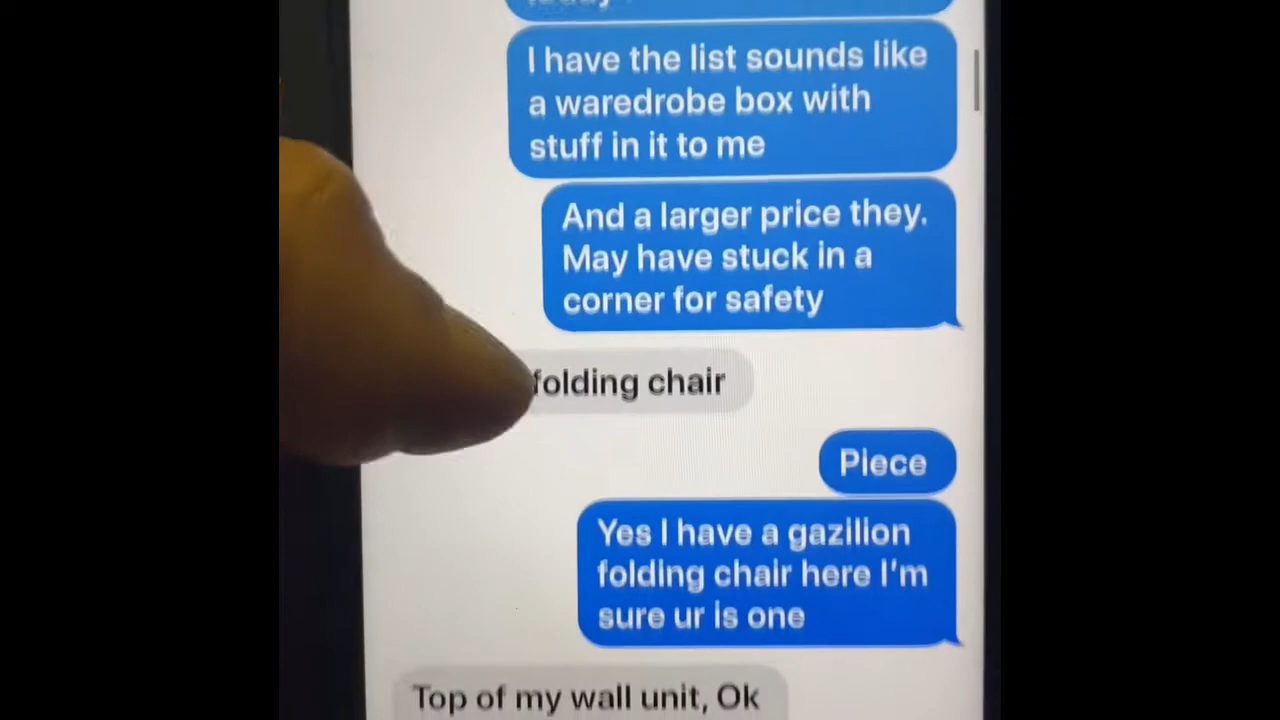 I have the list sounds like
a waredrobe box with
stuff in it to me
And a larger price they.
May have stuck in a
corner for safety
folding chair
Piece
Yes I have a gazilion
folding chair here I'm
sure ur is one
Top of my wall unit, Ok